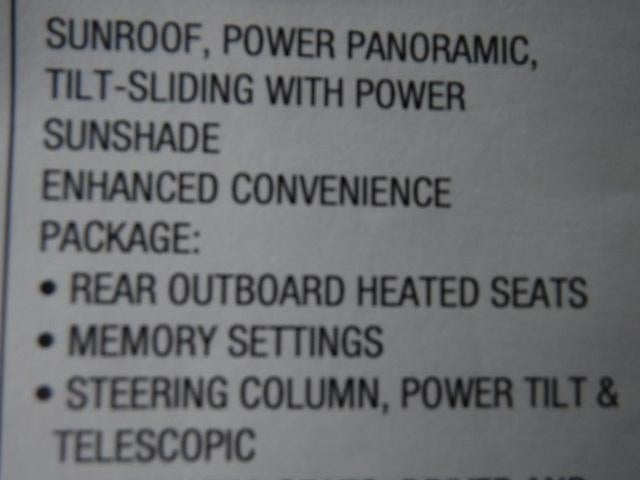 SUNROOF, POWER PANORAMIC,
TILT-SLIDING WITH POWER
SUNSHADE
ENHANCED CONVENIENCE
PACKAGE:
• REAR OUTBOARD HEATED SEATS
• MEMORY SETTINGS
• STEERING COLUMN, POWER TILT &
TELESCOPIC